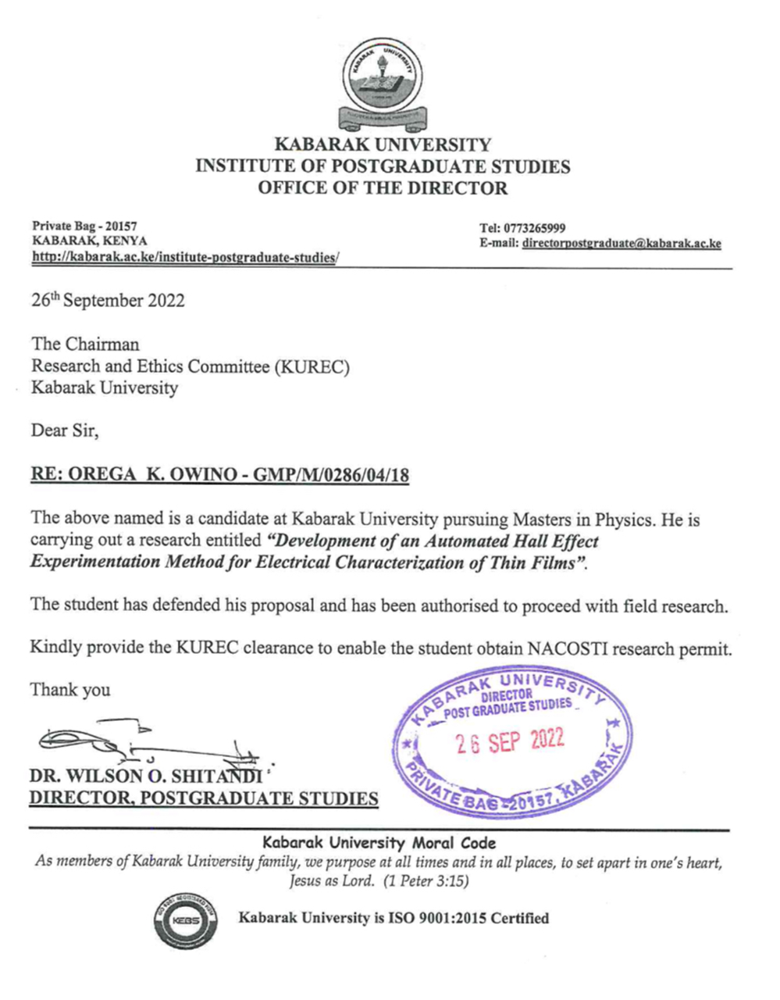 KABARAK UNIVERSITY
KABARAK UNIVERSITY
INSTITUTE OF POSTGRADUATE STUDIES
OFFICE OF THE DIRECTOR
Private Bag - 20157
KABARAK, KENYA
http://kabarak.ac.ke/institute-postgraduate-studies/
Tel: 0773265999
E-mail: directorpostgraduate@kabarak.ac.ke
26th September 2022
The Chairman
Research and Ethics Committee (KUREC)
Kabarak University
Dear Sir,
RE: OREGA K. OWINO - GMP/M/0286/04/18
The above named is a candidate at Kabarak University pursuing Masters in Physics. He is
carrying out a research entitled “Development of an Automated Hall Effect
Experimentation Method for Electrical Characterization of Thin Films”.
The student has defended his proposal and has been authorised to proceed with field research.
Kindly provide the KUREC clearance to enable the student obtain NACOSTI research permit.
Thank you
KABARAK UNIVERSITY
DIRECTOR
POST GRADUATE STUDIES
26 SEP 2022
PRIVATE BAG - 20157, KABARAK
DR. WILSON O. SHITANDI
DIRECTOR, POSTGRADUATE STUDIES
Kabarak University Moral Code
As members of Kabarak University family, we purpose at all times and in all places, to set apart in one's heart,
Jesus as Lord. (1 Peter 3:15)
KEBS
Kabarak University is ISO 9001:2015 Certified